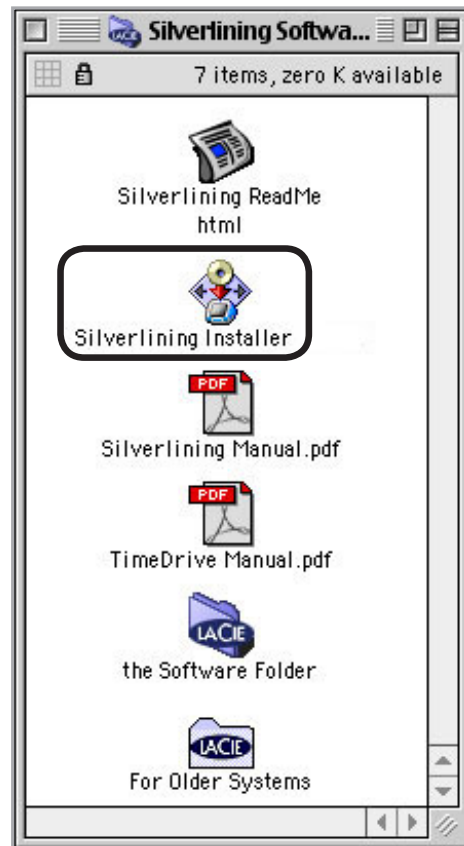 Silverlining Softwa...
7 items, zero K available
Silverlining ReadMe
html
Silverlining Installer
PDF
Silverlining Manual.pdf
PDF
TimeDrive Manual.pdf
LACIE
the Software Folder
LACIE
For Older Systems